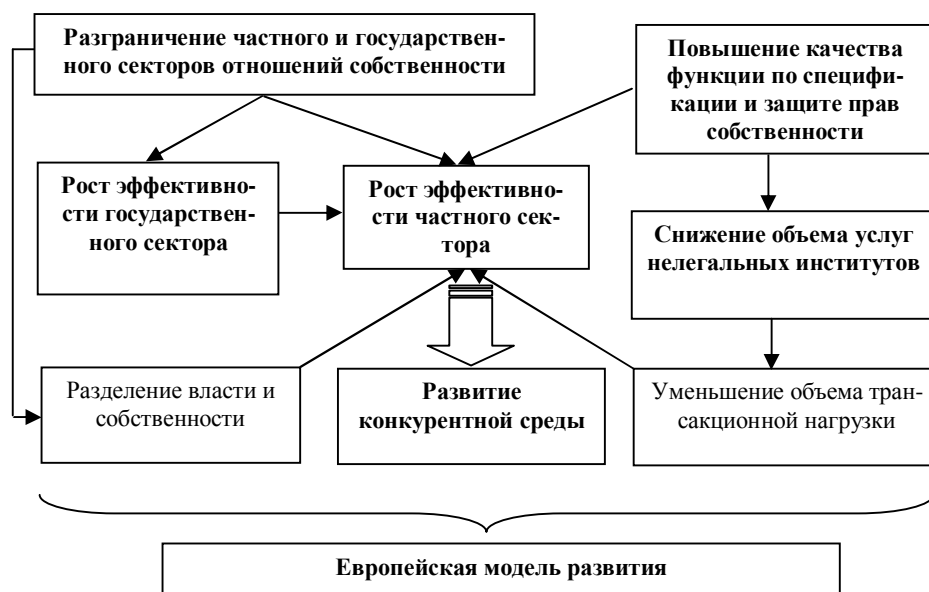 Разграничение частного и государствен-
ного секторов отношений собственности
Повышение качества
функции по специфи-
кации и защите прав
собственности
Рост эффективно-
сти государствен-
ного сектора
Рост эффективно-
сти частного сек-
тора
Снижение объема услуг
нелегальных институтов
Разделение власти и
собственности
Развитие
конкурентной среды
Уменьшение объема тран-
сакционной нагрузки
Европейская модель развития